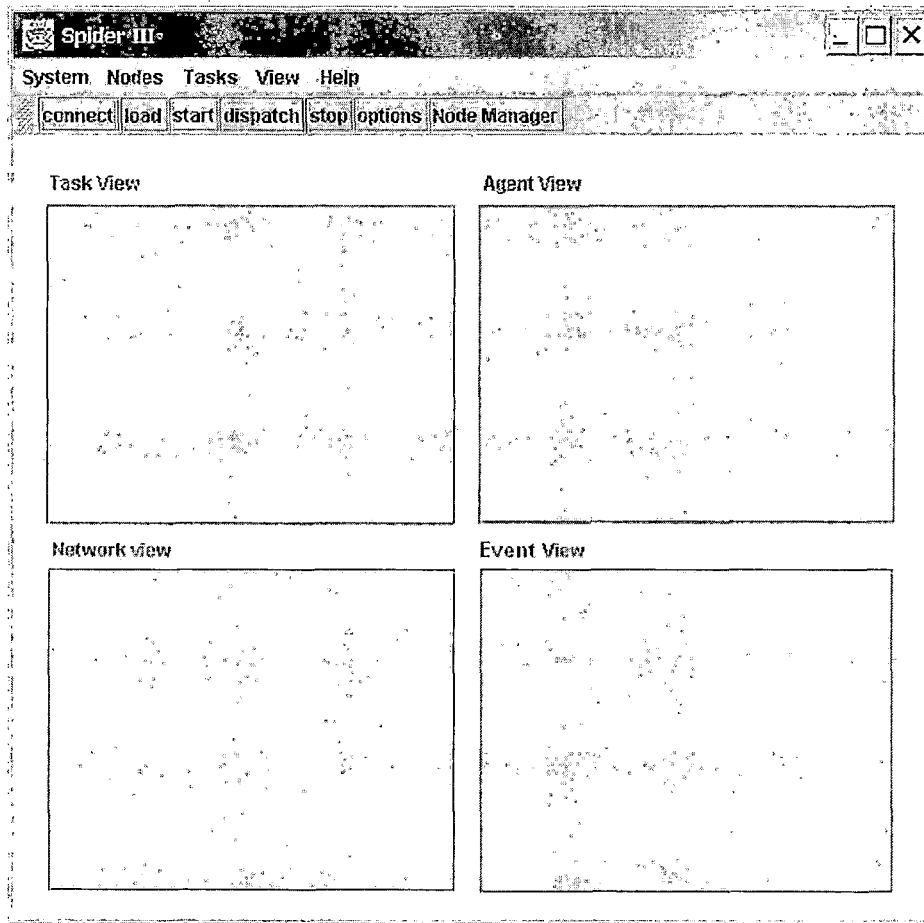 Spider III
System Nodes Tasks View Help
connect load start dispatch stop options Node Manager
Task View Agent View
Network view Event View